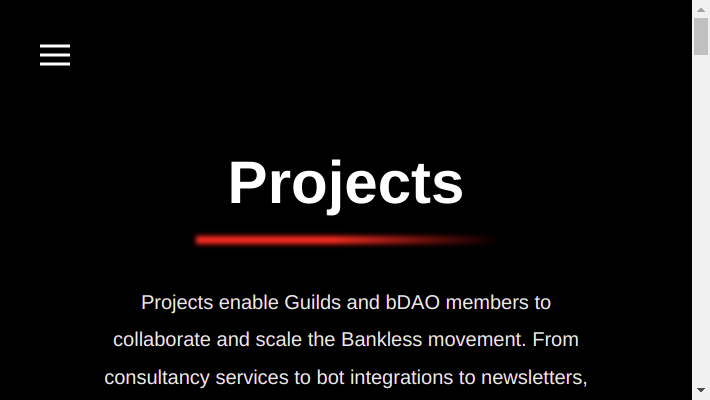 Projects
Projects enable Guilds and bDAO members to
collaborate and scale the Bankless movement. From
consultancy services to bot integrations to newsletters,